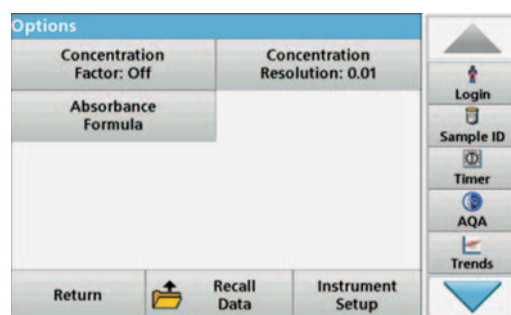 Options
Concentration
Factor: Off
Concentration
Resolution: 0.01
Absorbance
Formula
Return
Recall
Data
Instrument
Setup
Login
Sample ID
Timer
AQA
Trends